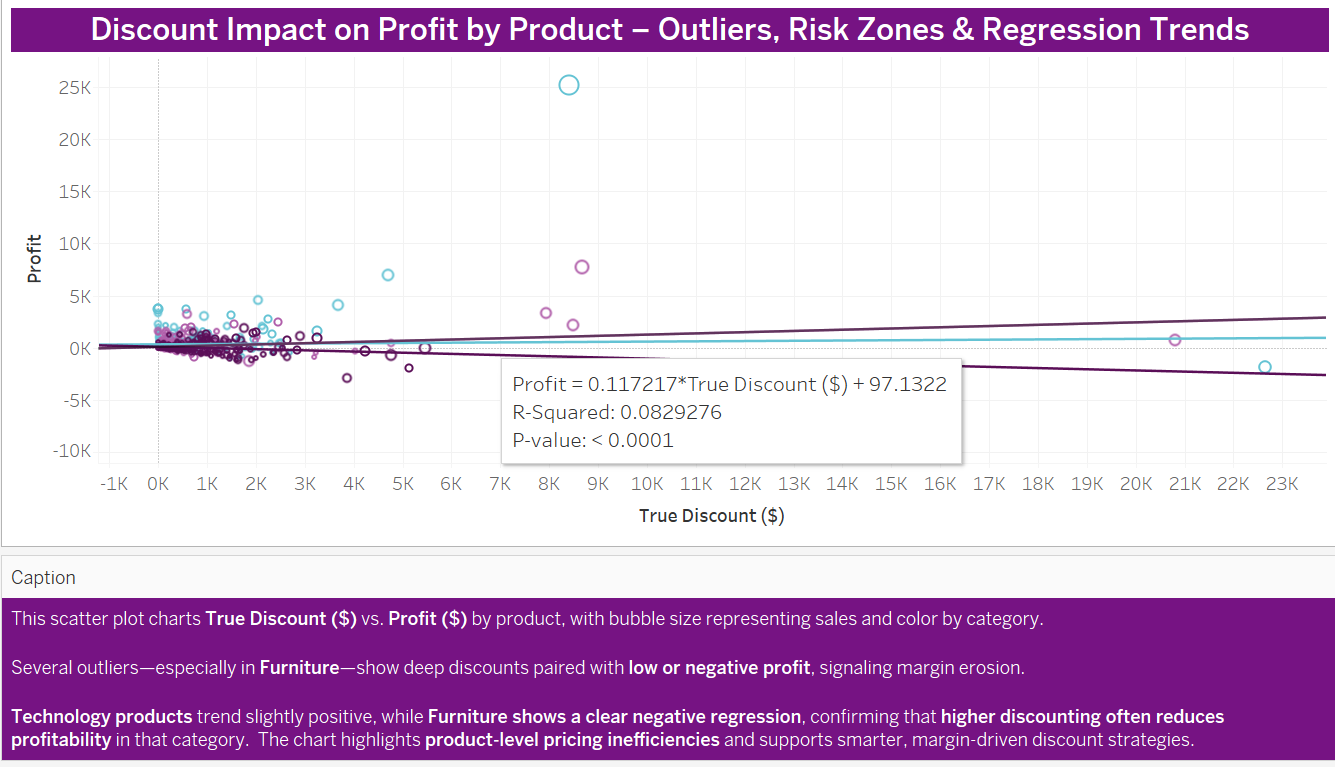 Discount Impact on Profit by Product – Outliers, Risk Zones & Regression Trends
25K
20K
15K
10K
5K
0K
-5K
-10K
Profit
Profit = 0.117217*True Discount ($) + 97.1322
R-Squared: 0.0829276
P-value: < 0.0001
-1K 0K 1K 2K 3K 4K 5K 6K 7K 8K 9K 10K 11K 12K 13K 14K 15K 16K 17K 18K 19K 20K 21K 22K 23K
True Discount ($)
Caption
This scatter plot charts True Discount ($) vs. Profit ($) by product, with bubble size representing sales and color by category.
Several outliers—especially in Furniture—show deep discounts paired with low or negative profit, signaling margin erosion.
Technology products trend slightly positive, while Furniture shows a clear negative regression, confirming that higher discounting often reduces
profitability in that category.  The chart highlights product-level pricing inefficiencies and supports smarter, margin-driven discount strategies.